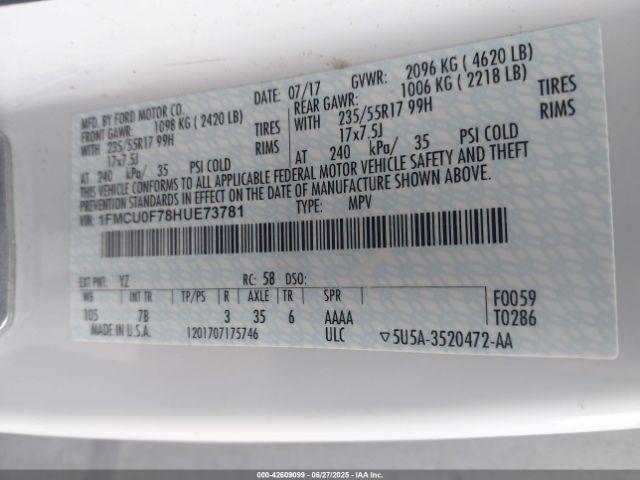 MFD. BY FORD MOTOR CO.
DATE: 07/17 GVWR: 2096 KG ( 4620 LB)
FRONT GAWR: 1098 KG ( 2420 LB) REAR GAWR: 1006 KG ( 2218 LB)
WITH 235/55R17 99H TIRES WITH 235/55R17 99H TIRES
17x7.5J RIMS 17x7.5J RIMS
AT 240 kPa/ 35 PSI COLD AT 240 kPa/ 35 PSI COLD
THIS VEHICLE CONFORMS TO ALL APPLICABLE FEDERAL MOTOR VEHICLE SAFETY AND THEFT
PREVENTION STANDARDS IN EFFECT ON THE DATE OF MANUFACTURE SHOWN ABOVE.
VIN: 1FMCU0F78HUE73781 TYPE: MPV
EXT PNT: YZ RC: 58 DSO:
WB INT TR TP/PS R AXLE TR SPR
105 7B 3 35 6 AAAA
F0059
T0286
MADE IN U.S.A. 1201707175746 ULC ▽5U5A-3520472-AA
000-42609099 - 06/27/2025 - IAAI.COM